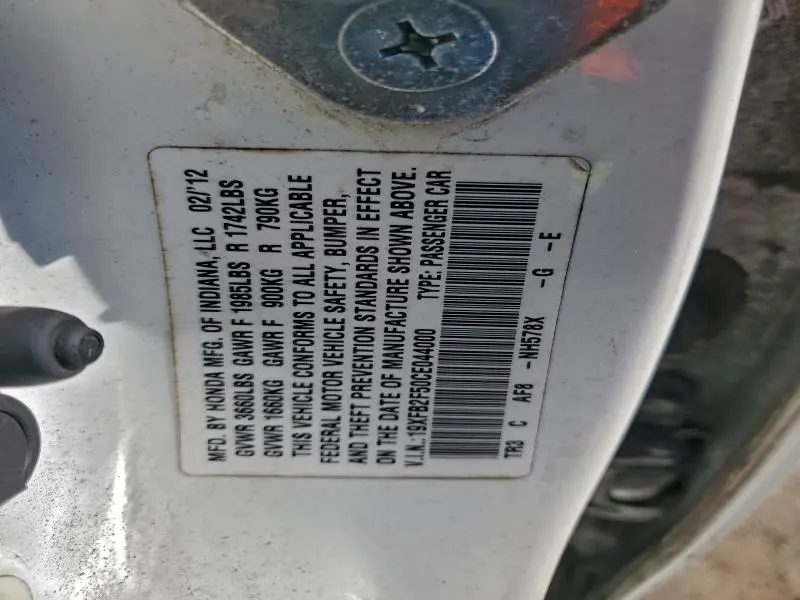 MFD. BY HONDA MFG. OF INDIANA, LLC 02/'12
GVWR 3660LBS GAWR F 1985LBS R 1742LBS
GVWR 1660KG GAWR F 900KG R 790KG
THIS VEHICLE CONFORMS TO ALL APPLICABLE
FEDERAL MOTOR VEHICLE SAFETY, BUMPER,
AND THEFT PREVENTION STANDARDS IN EFFECT
ON THE DATE OF MANUFACTURE SHOWN ABOVE.
V.I.N.: 19XFB2F50CE044000 TYPE: PASSENGER CAR
TR3 C AF8 -NH578X -G -E